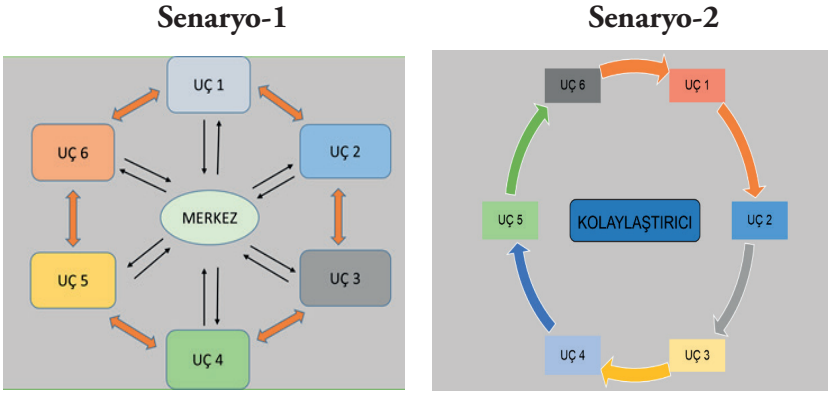 Senaryo-1
UÇ 1
UÇ 2
UÇ 3
UÇ 4
UÇ 5
UÇ 6
MERKEZ
Senaryo-2
UÇ 1
UÇ 2
UÇ 3
UÇ 4
UÇ 5
UÇ 6
KOLAYLAŞTIRICI